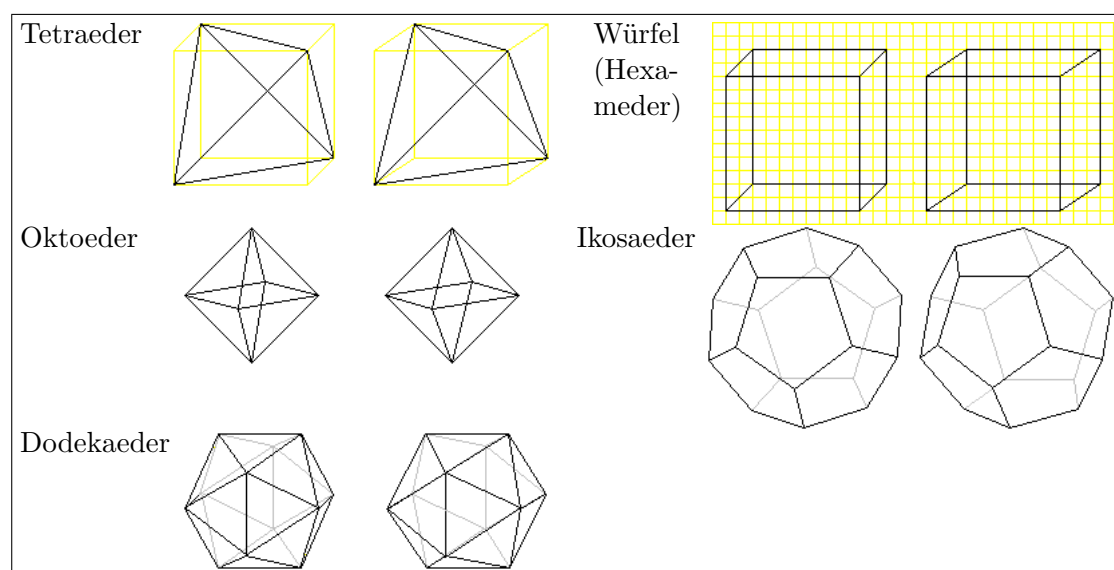 Tetraeder
Würfel
(Hexa-
meder)
Oktoeder
Ikosaeder
Dodekaeder